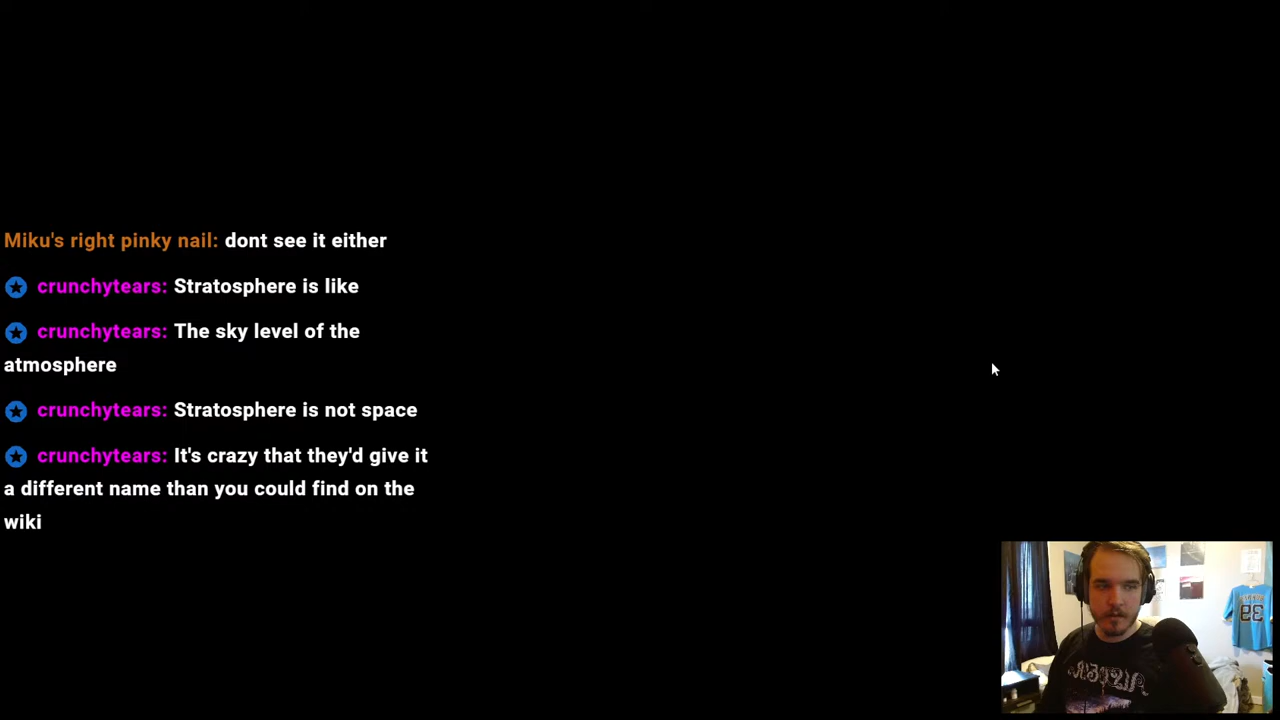 Miku's right pinky nail: dont see it either
crunchytears: Stratosphere is like
crunchytears: The sky level of the
atmosphere
crunchytears: Stratosphere is not space
crunchytears: It's crazy that they'd give it
a different name than you could find on the
wiki